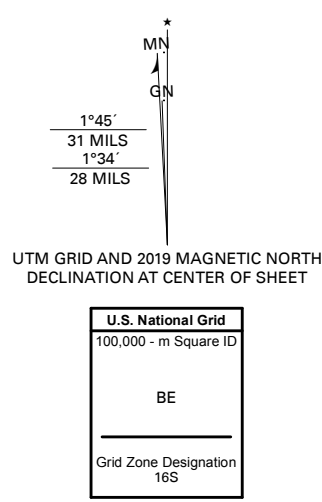 MN
GN
1°45´
31 MILS
1°34´
28 MILS
UTM GRID AND 2019 MAGNETIC NORTH
DECLINATION AT CENTER OF SHEET
U.S. National Grid
100,000 - m Square ID
BE
Grid Zone Designation
16S